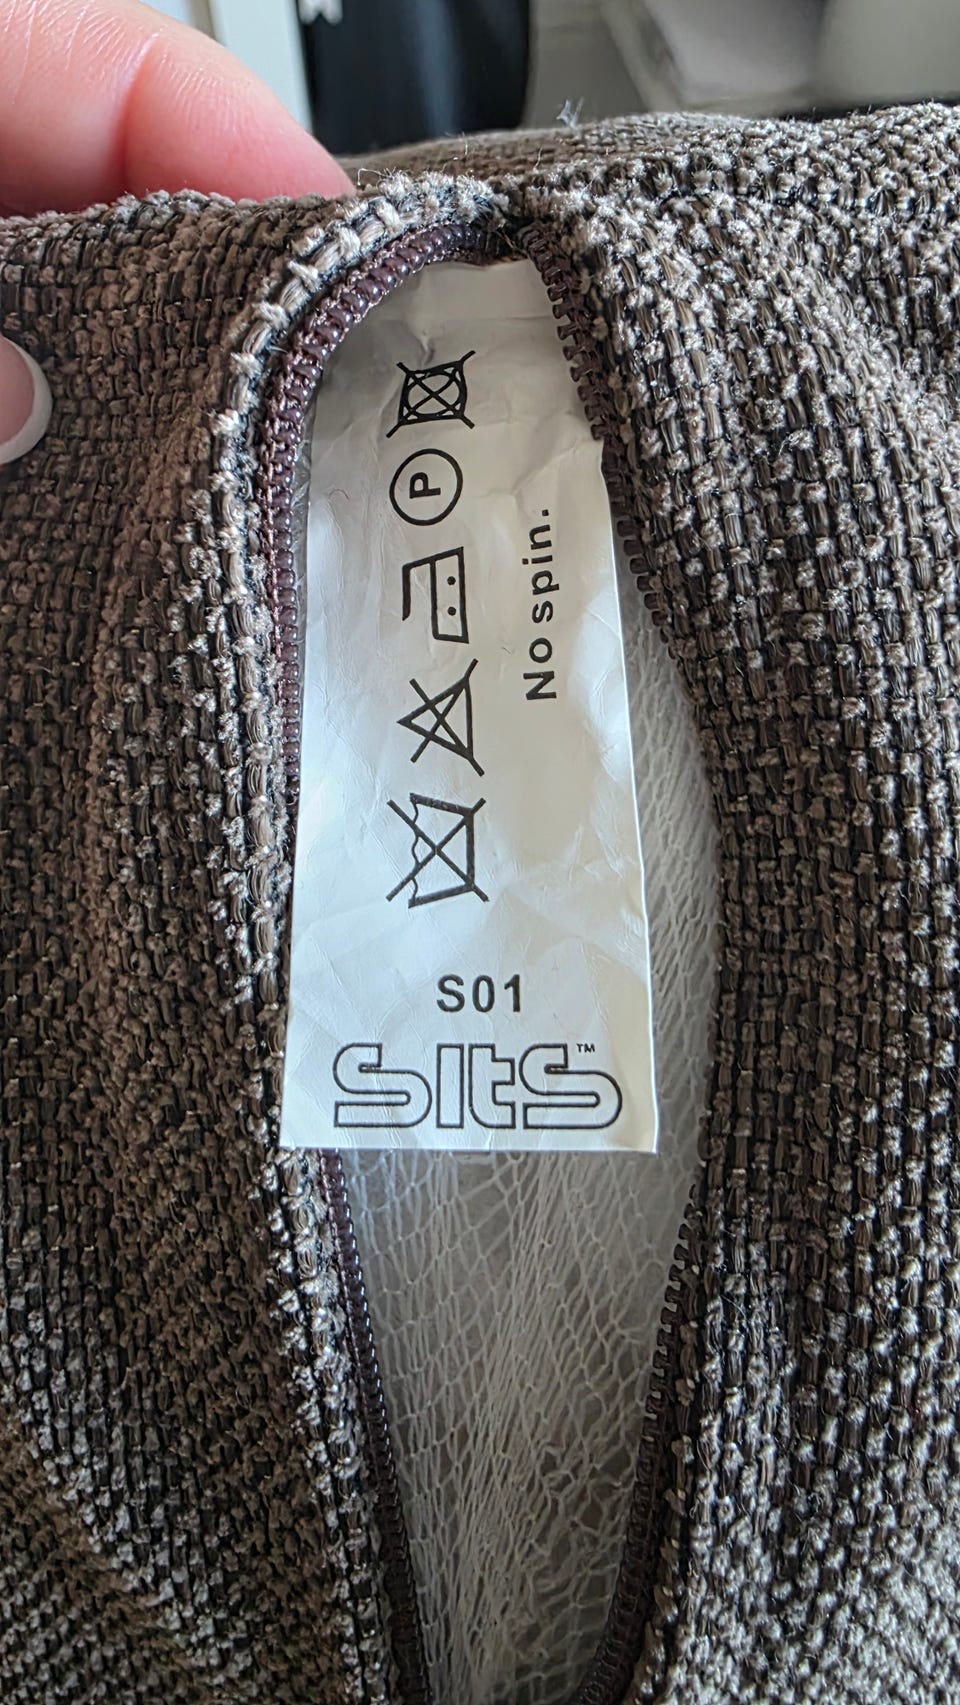 P
No spin.
S01
sits™